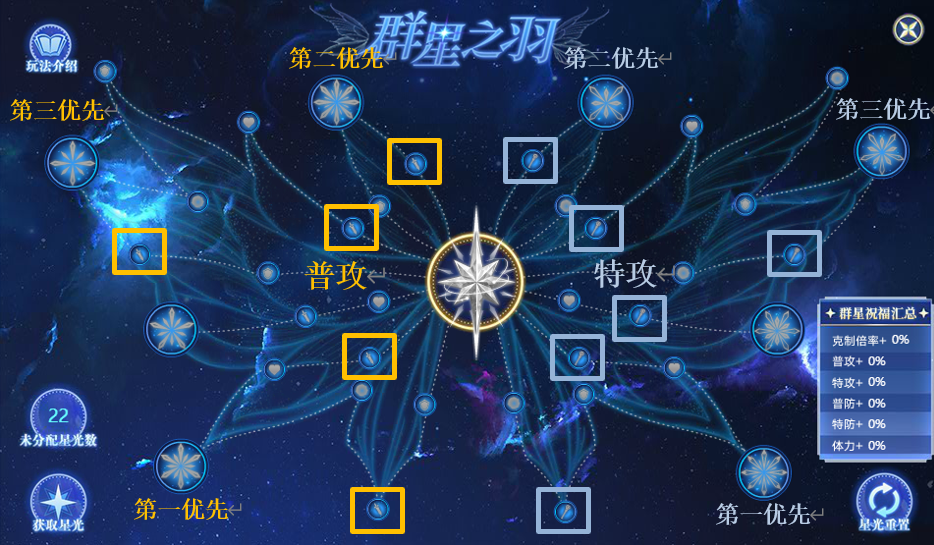 群星之羽
玩法介绍
第二优先
第二优先
第三优先
第三优先
普攻
特攻
群星祝福汇总
克制倍率+ 0%
普攻+ 0%
特攻+ 0%
普防+ 0%
特防+ 0%
体力+ 0%
22
未分配星光数
第一优先
第一优先
获取星光
星光重置